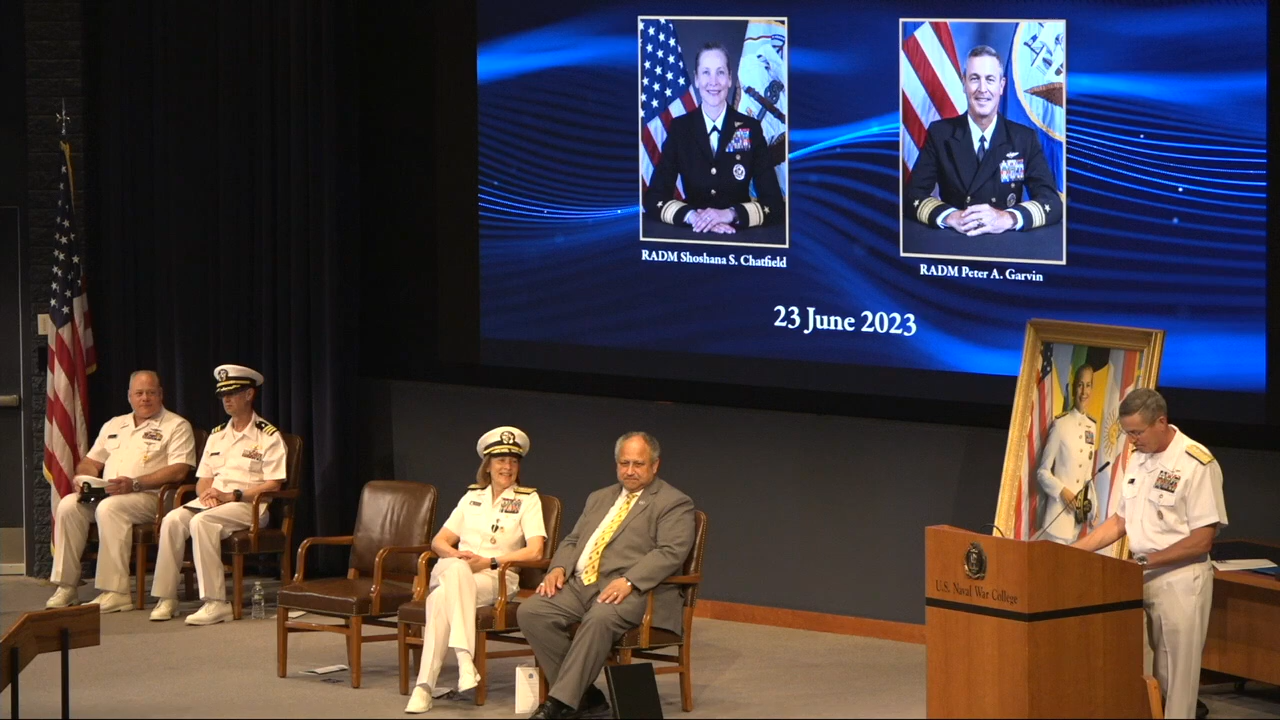 RADM Shoshana S. Chatfield
RADM Peter A. Garvin
23 June 2023
U.S. Naval War College